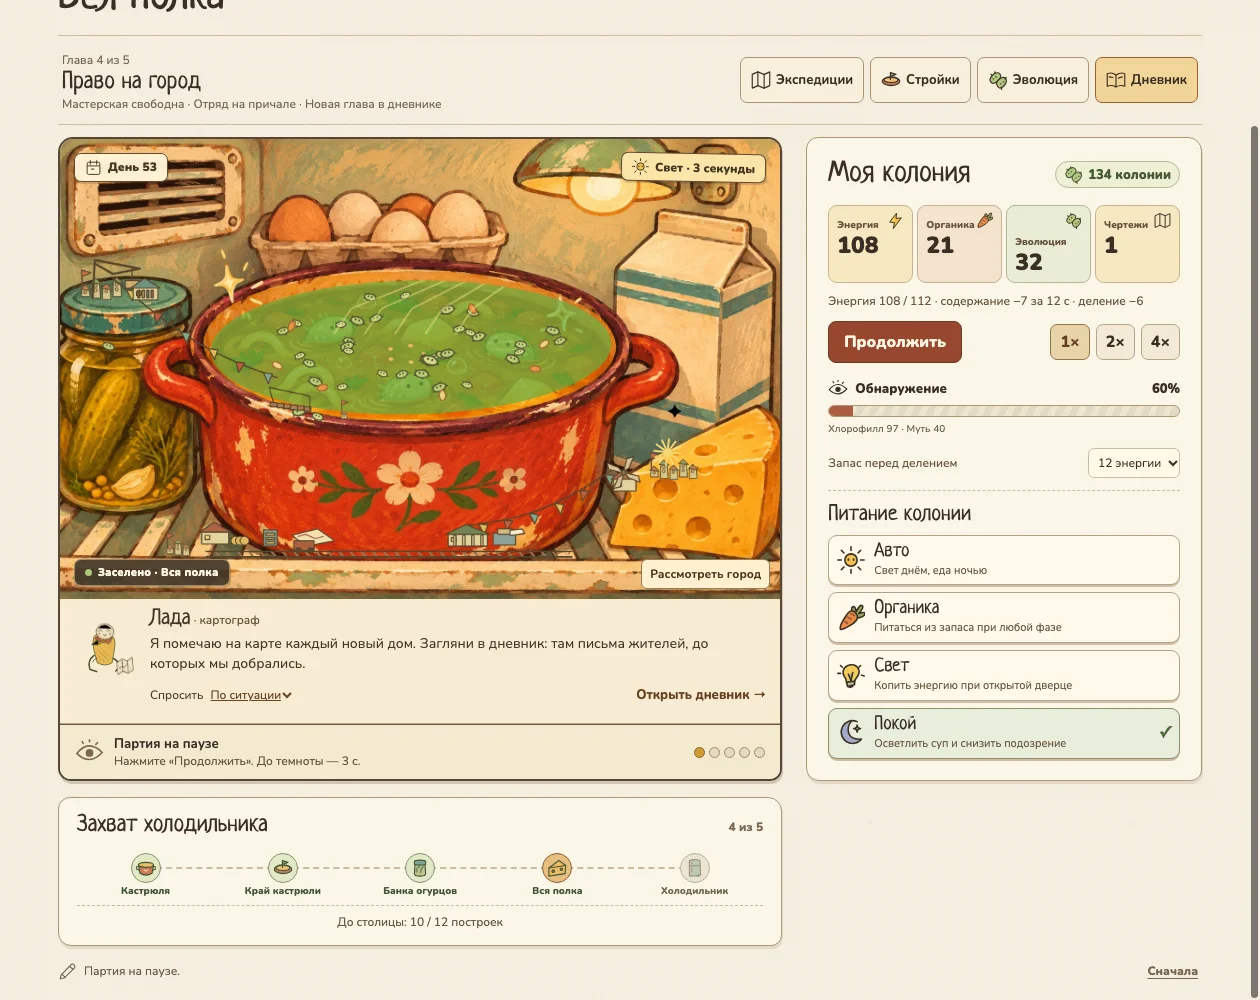 Вся полка
Глава 4 из 5
Право на город
Мастерская свободна · Отряд на причале · Новая глава в дневнике
Экспедиции
Стройки
Эволюция
Дневник
День 53
Свет · 3 секунды
Заселено · Вся полка
Рассмотреть город
Лада · картограф
Я помечаю на карте каждый новый дом. Загляни в дневник: там письма жителей, до
которых мы добрались.
Спросить По ситуации
Открыть дневник →
Партия на паузе
Нажмите «Продолжить». До темноты — 3 с.
Моя колония
134 колонии
Энергия
108
Органика
21
Эволюция
32
Чертежи
1
Энергия 108 / 112 · содержание −7 за 12 с · деление −6
Продолжить
1×
2×
4×
Обнаружение
60%
Хлорофилл 97 · Муть 40
Запас перед делением
12 энергии
Питание колонии
Авто
Свет днём, еда ночью
Органика
Питаться из запаса при любой фазе
Свет
Копить энергию при открытой дверце
Покой
Осветлить суп и снизить подозрение
✓
Захват холодильника
4 из 5
Кастрюля
Край кастрюли
Банка огурцов
Вся полка
Холодильник
До столицы: 10 / 12 построек
Партия на паузе.
Сначала